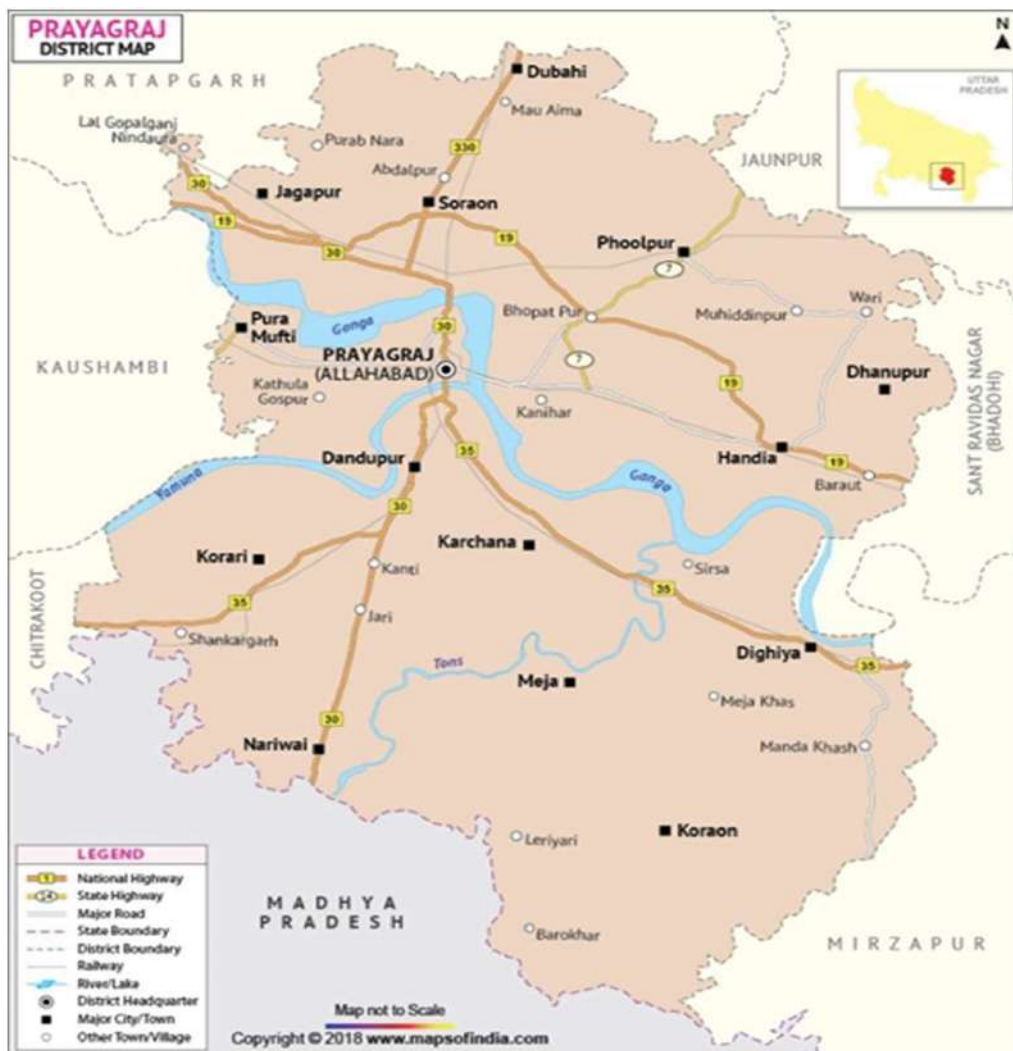 PRAYAGRAJ
DISTRICT MAP
N
PRATAPGARH
Dubahi
UTTAR
PRADESH
Mau Aima
Lal Gopalganj
Nindaura
Purab Nara
330
JAUNPUR
Abdalpur
30
Jagapur
Soraon
19
19
30
Phoolpur
7
Ganga
Bhopat Pur
Muhiddinpur
Wari
Pura
Mufti
30
KAUSHAMBI
PRAYAGRAJ
(ALLAHABAD)
7
Kathula
Gospur
Kanihar
19
Dhanupur
SANT RAVIDAS NAGAR
(BHADOHI)
35
Dandupur
Handia
19
Baraut
Yamuna
Ganga
30
Korari
Karchana
Kanti
Sirsa
35
35
CHITRAKOOT
Jari
Shankargarh
Dighiya
35
Tons
Meja
Meja Khas
30
Nariwai
Manda Khash
Koraon
Leriyari
MADHYA
PRADESH
Barokhar
MIRZAPUR
LEGEND
1 National Highway
24 State Highway
Major Road
State Boundary
District Boundary
Railway
River/Lake
District Headquarter
Major City/Town
Other Town/Village
Map not to Scale
Copyright © 2018 www.mapsofindia.com